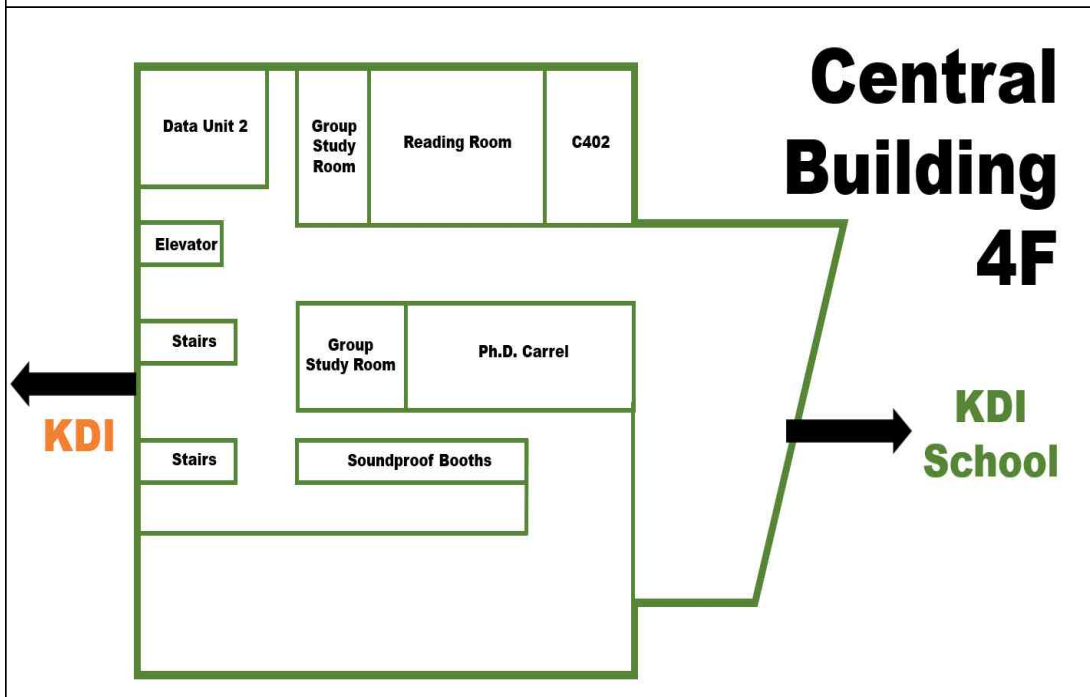 Central
Building
4F
Data Unit 2
Group
Study
Room
Reading Room
C402
Elevator
Stairs
Group
Study Room
Ph.D. Carrel
KDI
KDI
School
Stairs
Soundproof Booths